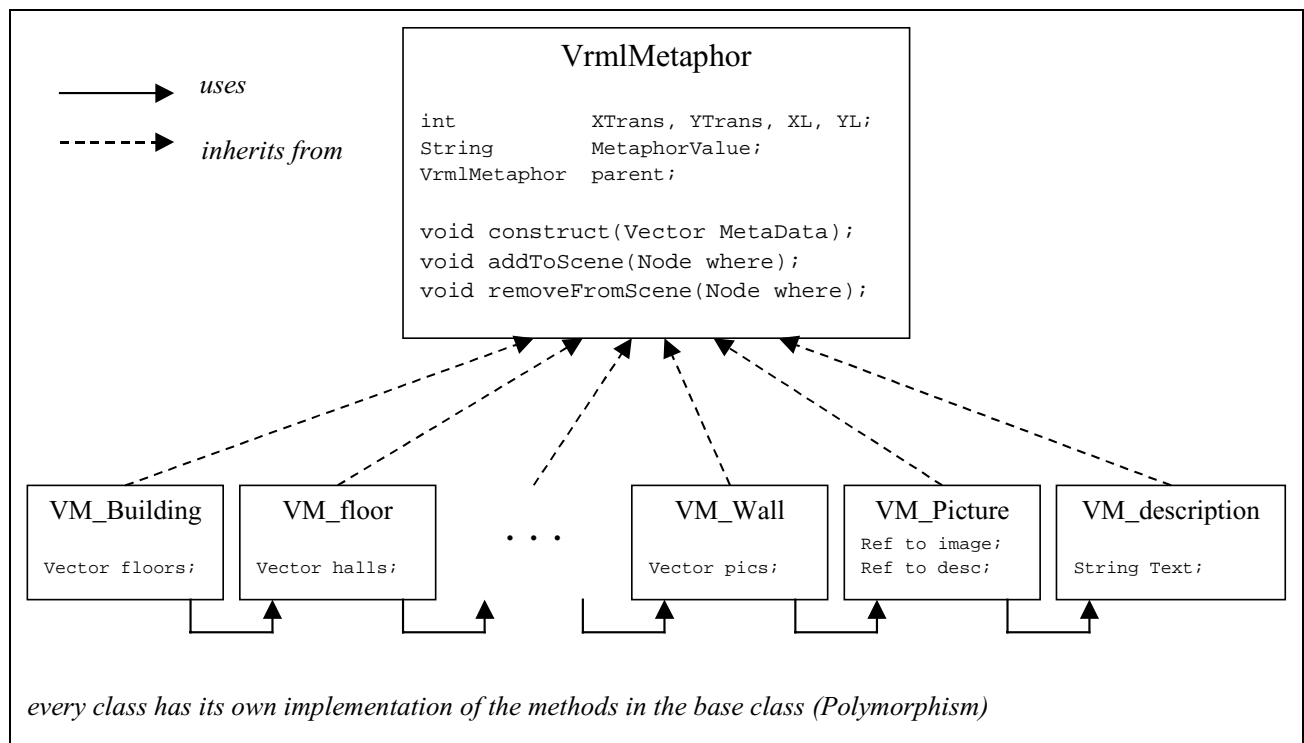 VrmlMetaphor
uses
inherits from
int XTrans, YTrans, XL, YL;
String MetaphorValue;
VrmlMetaphor parent;
void construct(Vector MetaData);
void addToScene(Node where);
void removeFromScene(Node where);
VM_Building
Vector floors;
VM_floor
Vector halls;
. . .
VM_Wall
Vector pics;
VM_Picture
Ref to image;
Ref to desc;
VM_description
String Text;
every class has its own implementation of the methods in the base class (Polymorphism)